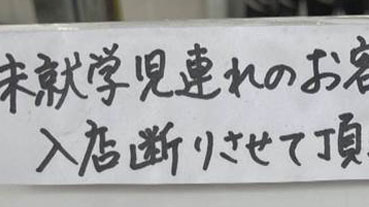 未就学児連れのお客
入店断りさせて頂